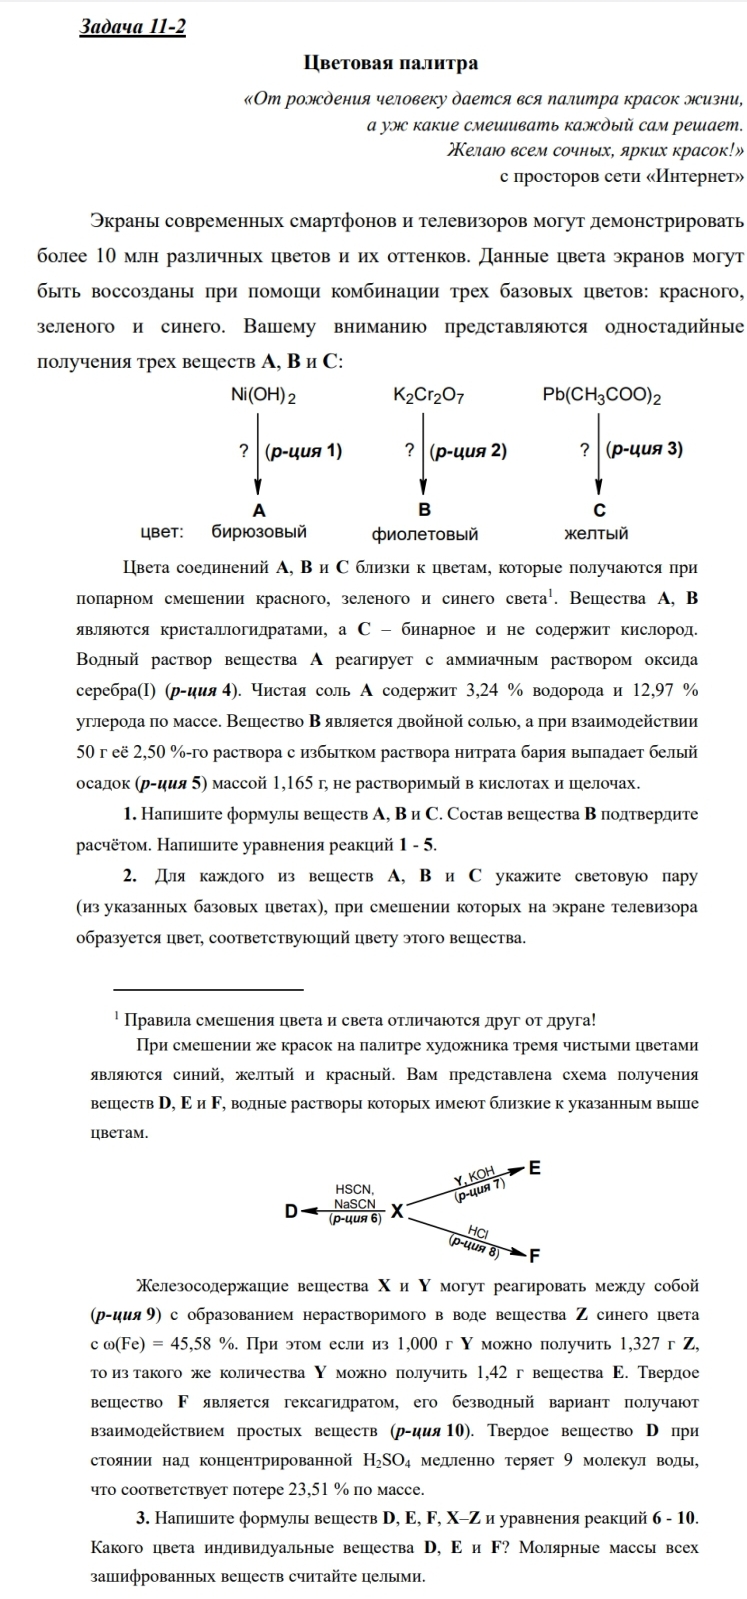 Задача 11-2
Цветовая палитра
«От рождения человеку дается вся палитра красок жизни,
а уж какие смешивать каждый сам решает.
Желаю всем сочных, ярких красок!»
с просторов сети «Интернет»
Экраны современных смартфонов и телевизоров могут демонстрировать
более 10 млн различных цветов и их оттенков. Данные цвета экранов могут
быть воссозданы при помощи комбинации трех базовых цветов: красного,
зеленого и синего. Вашему вниманию представляются одностадийные
получения трех веществ A, B и C:
Ni(OH)2 K2Cr2O7 Pb(CH3COO)2
? (р-ция 1) ? (р-ция 2) ? (р-ция 3)
A B C
цвет: бирюзовый фиолетовый желтый
Цвета соединений A, B и C близки к цветам, которые получаются при
попарном смешении красного, зеленого и синего света¹. Вещества A, B
являются кристаллогидратами, а C – бинарное и не содержит кислород.
Водный раствор вещества A реагирует с аммиачным раствором оксида
серебра(I) (р-ция 4). Чистая соль A содержит 3,24 % водорода и 12,97 %
углерода по массе. Вещество B является двойной солью, а при взаимодействии
50 г её 2,50 %-го раствора с избытком раствора нитрата бария выпадает белый
осадок (р-ция 5) массой 1,165 г, не растворимый в кислотах и щелочах.
1. Напишите формулы веществ A, B и C. Состав вещества B подтвердите
расчётом. Напишите уравнения реакций 1 - 5.
2. Для каждого из веществ A, B и C укажите световую пару
(из указанных базовых цветах), при смешении которых на экране телевизора
образуется цвет, соответствующий цвету этого вещества.
¹ Правила смешения цвета и света отличаются друг от друга!
При смешении же красок на палитре художника тремя чистыми цветами
являются синий, желтый и красный. Вам представлена схема получения
веществ D, E и F, водные растворы которых имеют близкие к указанным выше
цветам.
Y, KOH E
(р-ция 7)
HSCN,
NaSCN
D X
(р-ция 6)
HCl
(р-ция 8) F
Железосодержащие вещества X и Y могут реагировать между собой
(р-ция 9) с образованием нерастворимого в воде вещества Z синего цвета
с ω(Fe) = 45,58 %. При этом если из 1,000 г Y можно получить 1,327 г Z,
то из такого же количества Y можно получить 1,42 г вещества E. Твердое
вещество F является гексагидратом, его безводный вариант получают
взаимодействием простых веществ (р-ция 10). Твердое вещество D при
стоянии над концентрированной H2SO4 медленно теряет 9 молекул воды,
что соответствует потере 23,51 % по массе.
3. Напишите формулы веществ D, E, F, X–Z и уравнения реакций 6 - 10.
Какого цвета индивидуальные вещества D, E и F? Молярные массы всех
зашифрованных веществ считайте целыми.